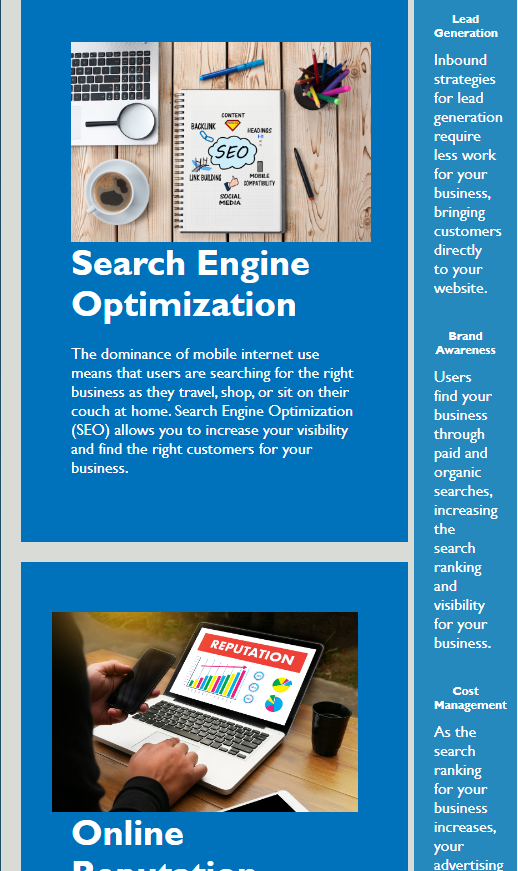 CONTENT
BACKLINK
HEADINGS
SEO
LINK BUILDING
MOBILE
COMPATIBILITY
SOCIAL
MEDIA
Search Engine
Optimization
The dominance of mobile internet use
means that users are searching for the right
business as they travel, shop, or sit on their
couch at home. Search Engine Optimization
(SEO) allows you to increase your visibility
and find the right customers for your
business.
REPUTATION
Online
Reputation
Lead
Generation
Inbound
strategies
for lead
generation
require
less work
for your
business,
bringing
customers
directly
to your
website.
Brand
Awareness
Users
find your
business
through
paid and
organic
searches,
increasing
the
search
ranking
and
visibility
for your
business.
Cost
Management
As the
search
ranking
for your
business
increases,
your
advertising